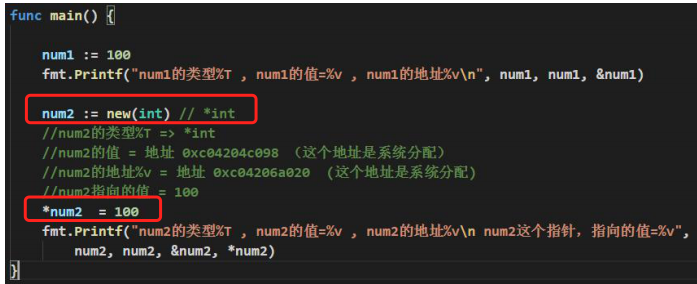 func main() {
num1 := 100
fmt.Printf("num1的类型%T , num1的值=%v , num1的地址%v\n", num1, num1, &num1)
num2 := new(int) // *int
//num2的类型%T => *int
//num2的值 = 地址 0xc04204c098 （这个地址是系统分配）
//num2的地址%v = 地址 0xc04206a020  (这个地址是系统分配)
//num2指向的值 = 100
*num2  = 100
fmt.Printf("num2的类型%T , num2的值=%v , num2的地址%v\n num2这个指针，指向的值=%v",
num2, num2, &num2, *num2)
}